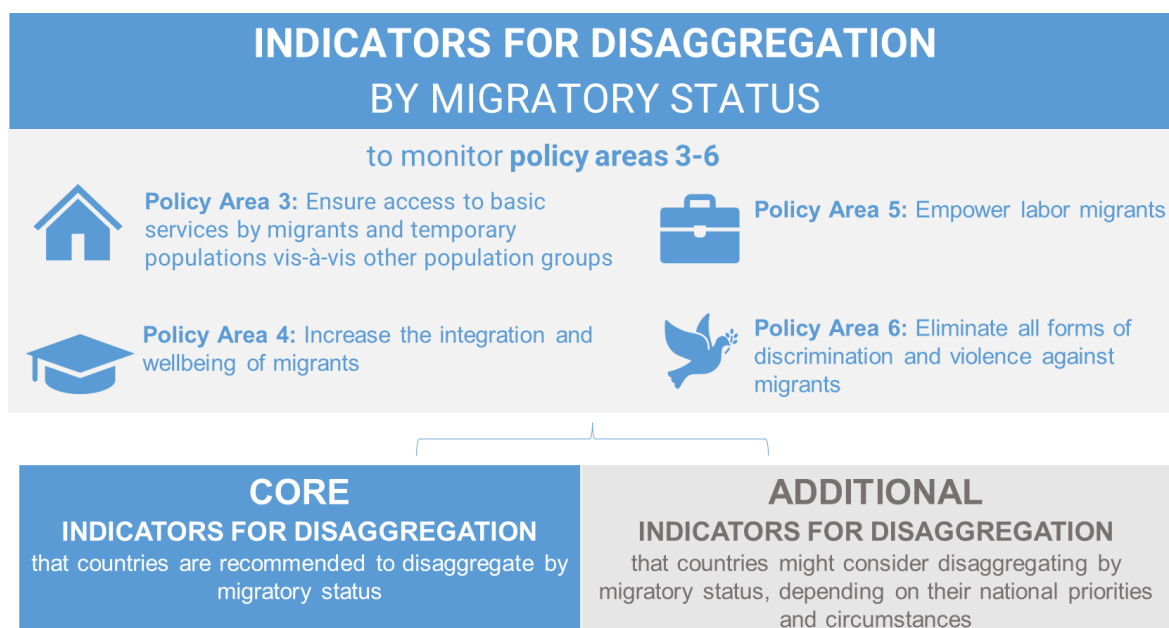 INDICATORS FOR DISAGGREGATION
BY MIGRATORY STATUS
to monitor policy areas 3-6
Policy Area 3: Ensure access to basic
services by migrants and temporary
populations vis-à-vis other population groups
Policy Area 4: Increase the integration and
wellbeing of migrants
Policy Area 5: Empower labor migrants
Policy Area 6: Eliminate all forms of
discrimination and violence against
migrants
CORE
INDICATORS FOR DISAGGREGATION
that countries are recommended to disaggregate by
migratory status
ADDITIONAL
INDICATORS FOR DISAGGREGATION
that countries might consider disaggregating by
migratory status, depending on their national priorities
and circumstances